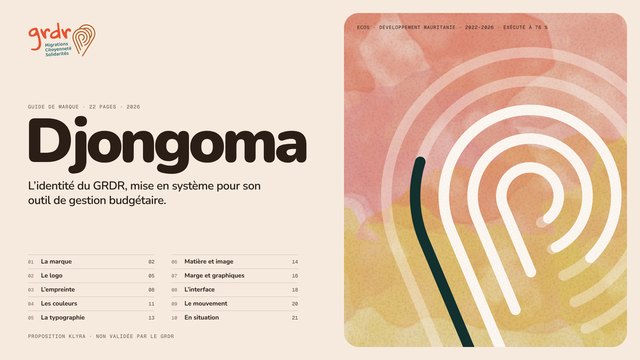 grdr
Migrations
Citoyennetés
Solidarités
GUIDE DE MARQUE · 22 PAGES · 2026
Djongoma
L'identité du GRDR, mise en système pour son
outil de gestion budgétaire.
01 La marque 02
02 Le logo 05
03 L'empreinte 08
04 Les couleurs 11
05 La typographie 13
06 Matière et image 14
07 Marge et graphiques 16
08 L'interface 18
09 Le mouvement 20
10 En situation 21
PROPOSITION KLYRA · NON VALIDÉE PAR LE GRDR
ECOS · DÉVELOPPEMENT MAURITANIE · 2022-2026 · EXÉCUTÉ À 76 %